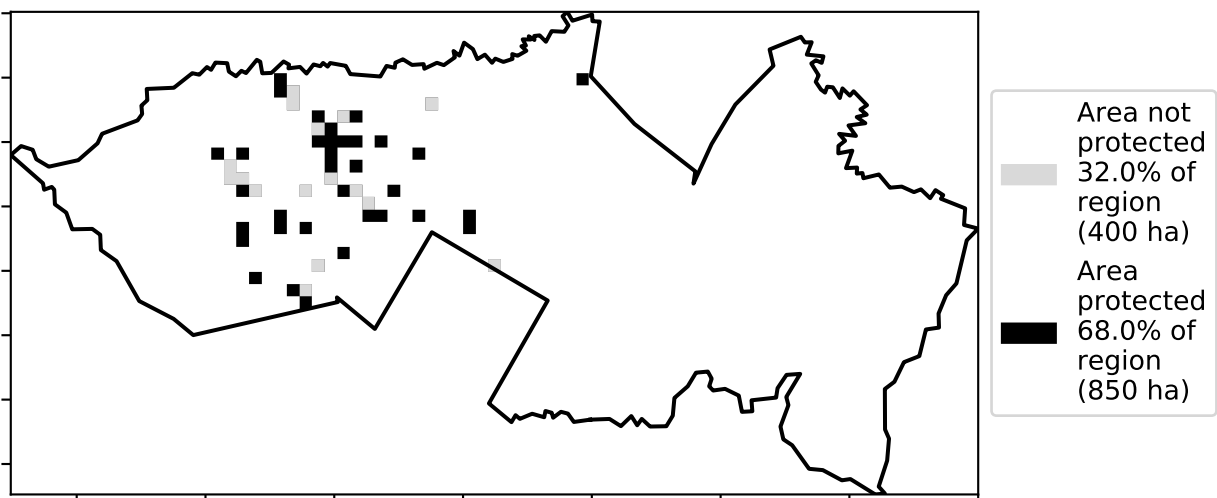 Area not
protected
32.0% of
region
(400 ha)
Area
protected
68.0% of
region
(850 ha)